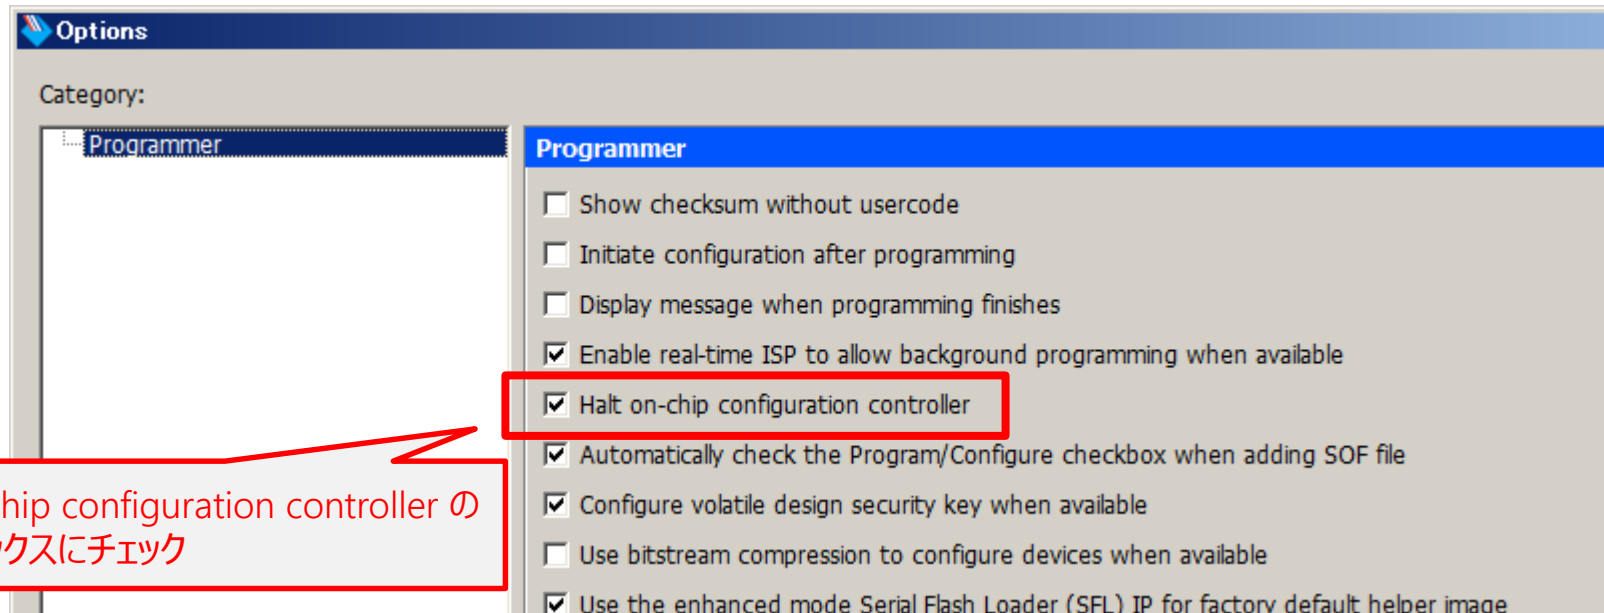 Options
Category:
Programmer
Programmer
Show checksum without usercode
Initiate configuration after programming
Display message when programming finishes
Enable real-time ISP to allow background programming when available
Halt on-chip configuration controller
Automatically check the Program/Configure checkbox when adding SOF file
Configure volatile design security key when available
Use bitstream compression to configure devices when available
Use the enhanced mode Serial Flash Loader (SFL) IP for factory default helper image
hip configuration controller の
ックスにチェック